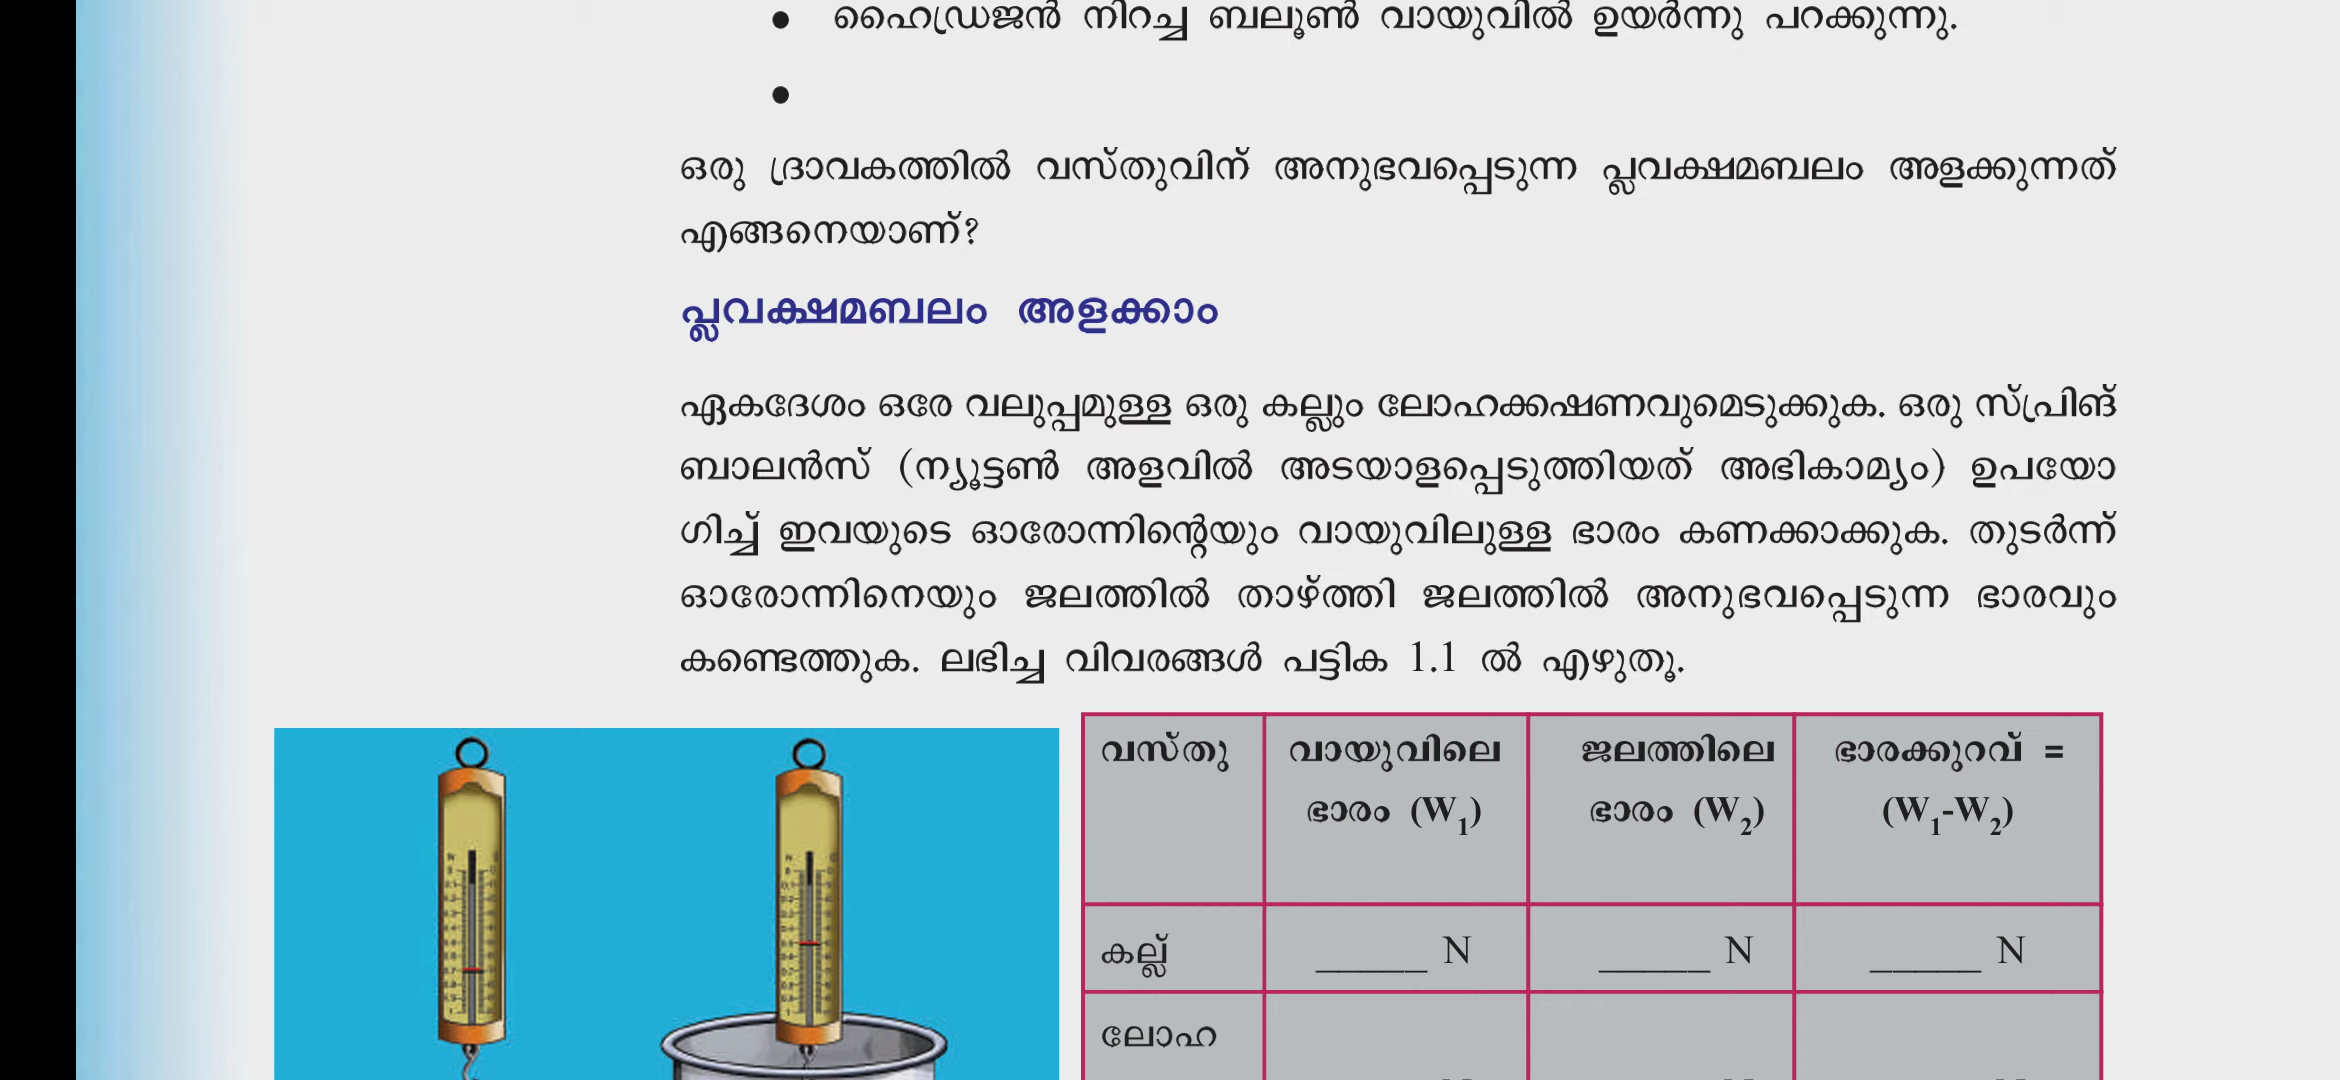 ● ഹൈഡ്രജൻ നിറച്ച ബലൂൺ വായുവിൽ ഉയർന്നു പറക്കുന്നു.
●
ഒരു ദ്രാവകത്തിൽ വസ്തുവിന് അനുഭവപ്പെടുന്ന പ്ലവക്ഷമബലം അളക്കുന്നത്
എങ്ങനെയാണ്?
പ്ലവക്ഷമബലം അളക്കാം
ഏകദേശം ഒരേ വലുപ്പമുള്ള ഒരു കല്ലും ലോഹക്കഷണവുമെടുക്കുക. ഒരു സ്പ്രിങ്
ബാലൻസ് (ന്യൂട്ടൺ അളവിൽ അടയാളപ്പെടുത്തിയത് അഭികാമ്യം) ഉപയോ
ഗിച്ച് ഇവയുടെ ഓരോന്നിന്റെയും വായുവിലുള്ള ഭാരം കണക്കാക്കുക. തുടർന്ന്
ഓരോന്നിനെയും ജലത്തിൽ താഴ്ത്തി ജലത്തിൽ അനുഭവപ്പെടുന്ന ഭാരവും
കണ്ടെത്തുക. ലഭിച്ച വിവരങ്ങൾ പട്ടിക 1.1 ൽ എഴുതൂ.
വസ്തു വായുവിലെ ജലത്തിലെ ഭാരക്കുറവ് =
ഭാരം (W₁) ഭാരം (W₂) (W₁-W₂)
കല്ല് _____ N _____ N _____ N
ലോഹ